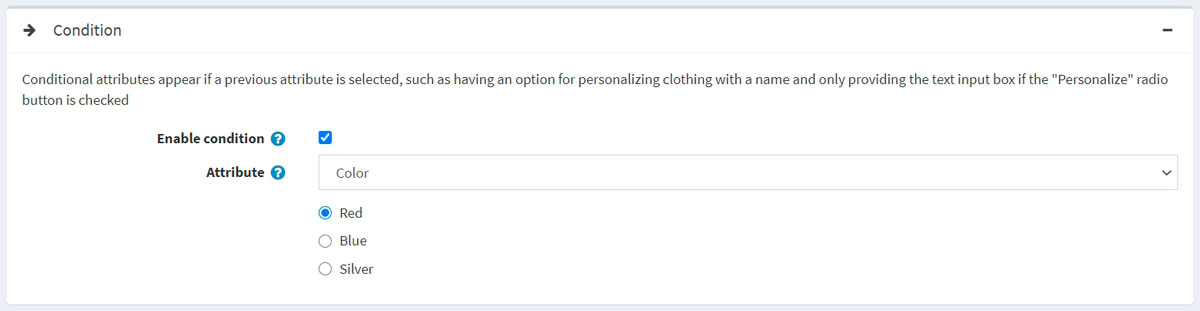 Condition
Conditional attributes appear if a previous attribute is selected, such as having an option for personalizing clothing with a name and only providing the text input box if the "Personalize" radio
button is checked
Enable condition ?
Attribute ?
Color
Red
Blue
Silver